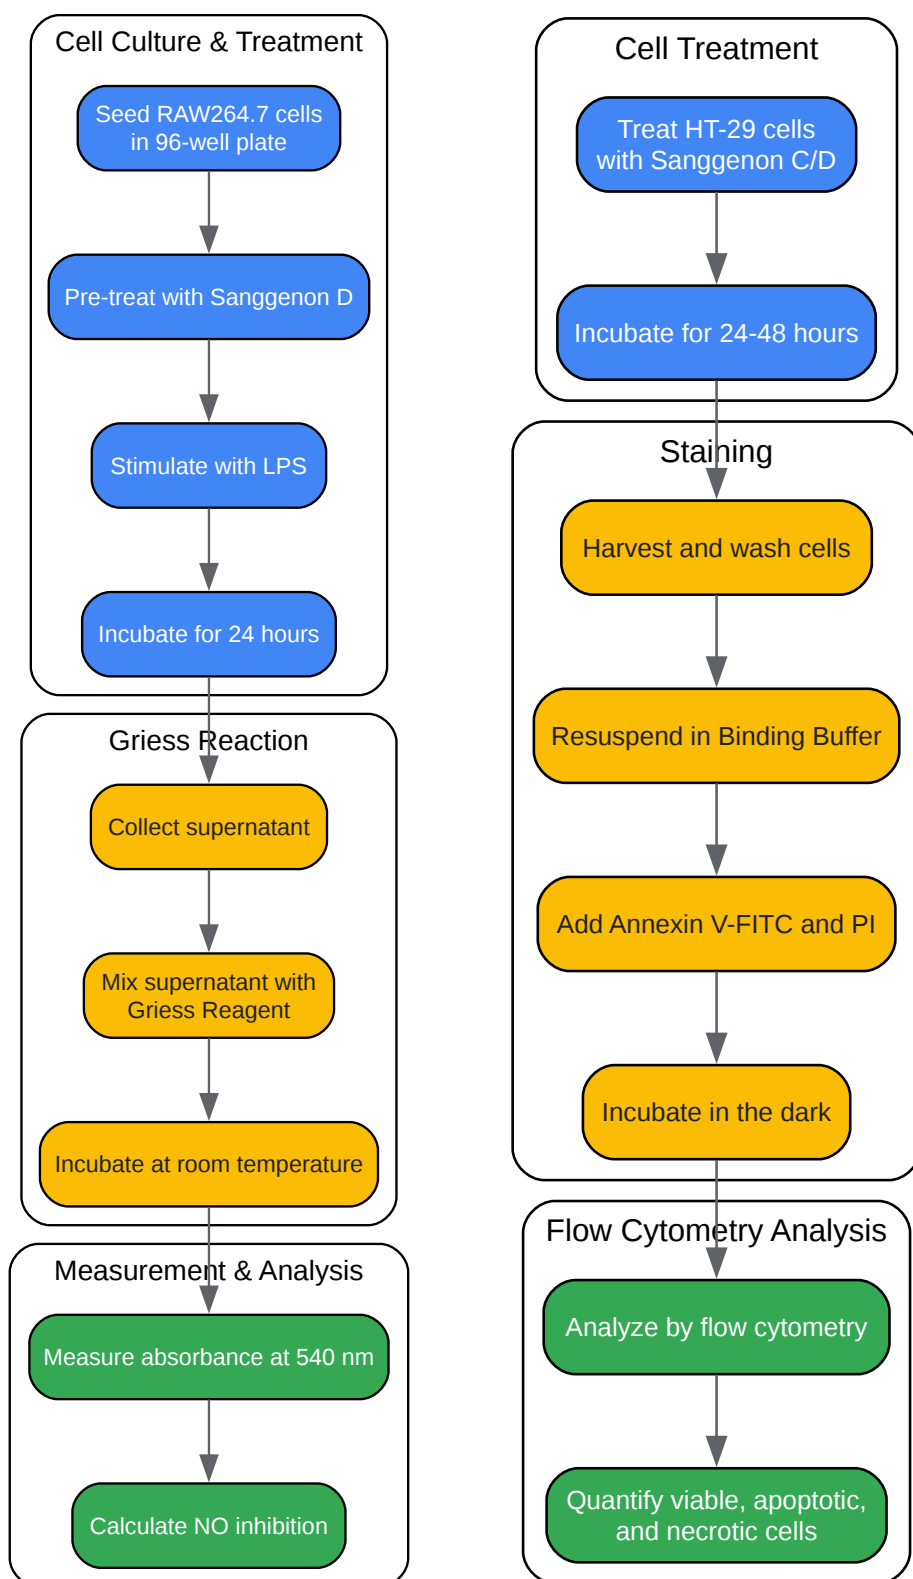 Cell Culture & Treatment
Seed RAW264.7 cells
in 96-well plate
Pre-treat with Sanggenon D
Stimulate with LPS
Incubate for 24 hours
Griess Reaction
Collect supernatant
Mix supernatant with
Griess Reagent
Incubate at room temperature
Measurement & Analysis
Measure absorbance at 540 nm
Calculate NO inhibition
Cell Treatment
Treat HT-29 cells
with Sanggenon C/D
Incubate for 24-48 hours
Staining
Harvest and wash cells
Resuspend in Binding Buffer
Add Annexin V-FITC and PI
Incubate in the dark
Flow Cytometry Analysis
Analyze by flow cytometry
Quantify viable, apoptotic,
and necrotic cells